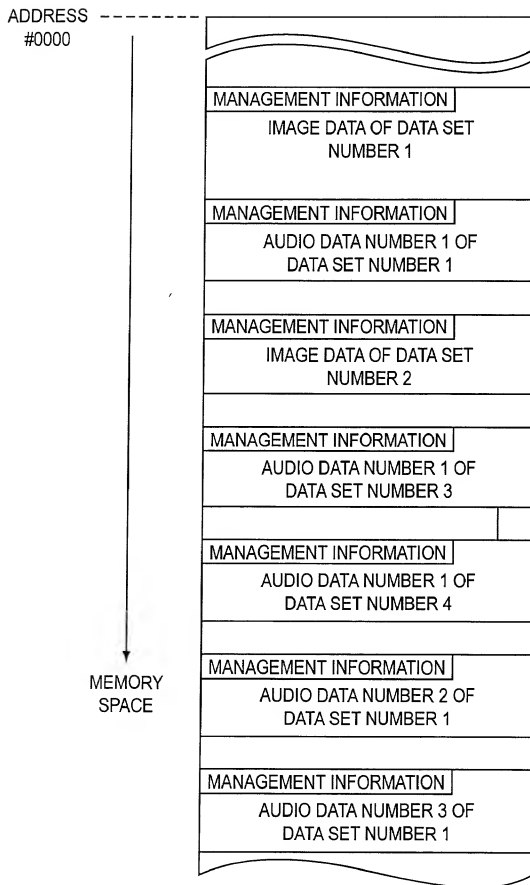 ADDRESS
#0000
MANAGEMENT INFORMATION
IMAGE DATA OF DATA SET
NUMBER 1
MANAGEMENT INFORMATION
AUDIO DATA NUMBER 1 OF
DATA SET NUMBER 1
MANAGEMENT INFORMATION
IMAGE DATA OF DATA SET
NUMBER 2
MANAGEMENT INFORMATION
AUDIO DATA NUMBER 1 OF
DATA SET NUMBER 3
MANAGEMENT INFORMATION
AUDIO DATA NUMBER 1 OF
DATA SET NUMBER 4
MEMORY
SPACE
MANAGEMENT INFORMATION
AUDIO DATA NUMBER 2 OF
DATA SET NUMBER 1
MANAGEMENT INFORMATION
AUDIO DATA NUMBER 3 OF
DATA SET NUMBER 1